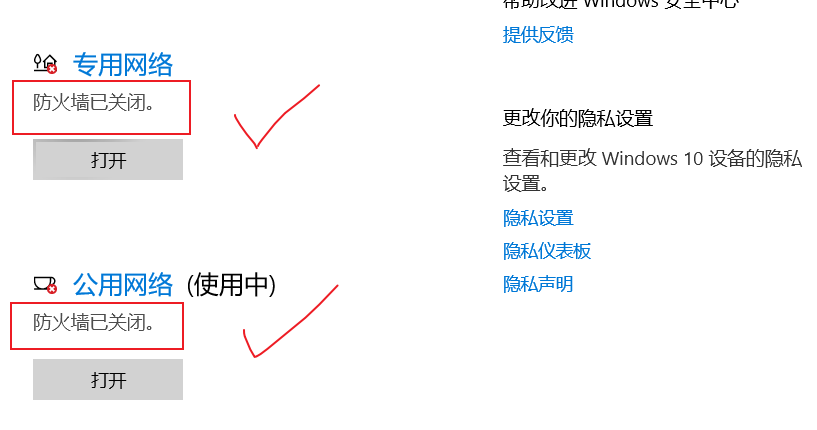 帮助改进 Windows 安全中心
提供反馈
专用网络
防火墙已关闭。
打开
更改你的隐私设置
查看和更改 Windows 10 设备的隐私
设置。
隐私设置
隐私仪表板
隐私声明
公用网络 (使用中)
防火墙已关闭。
打开